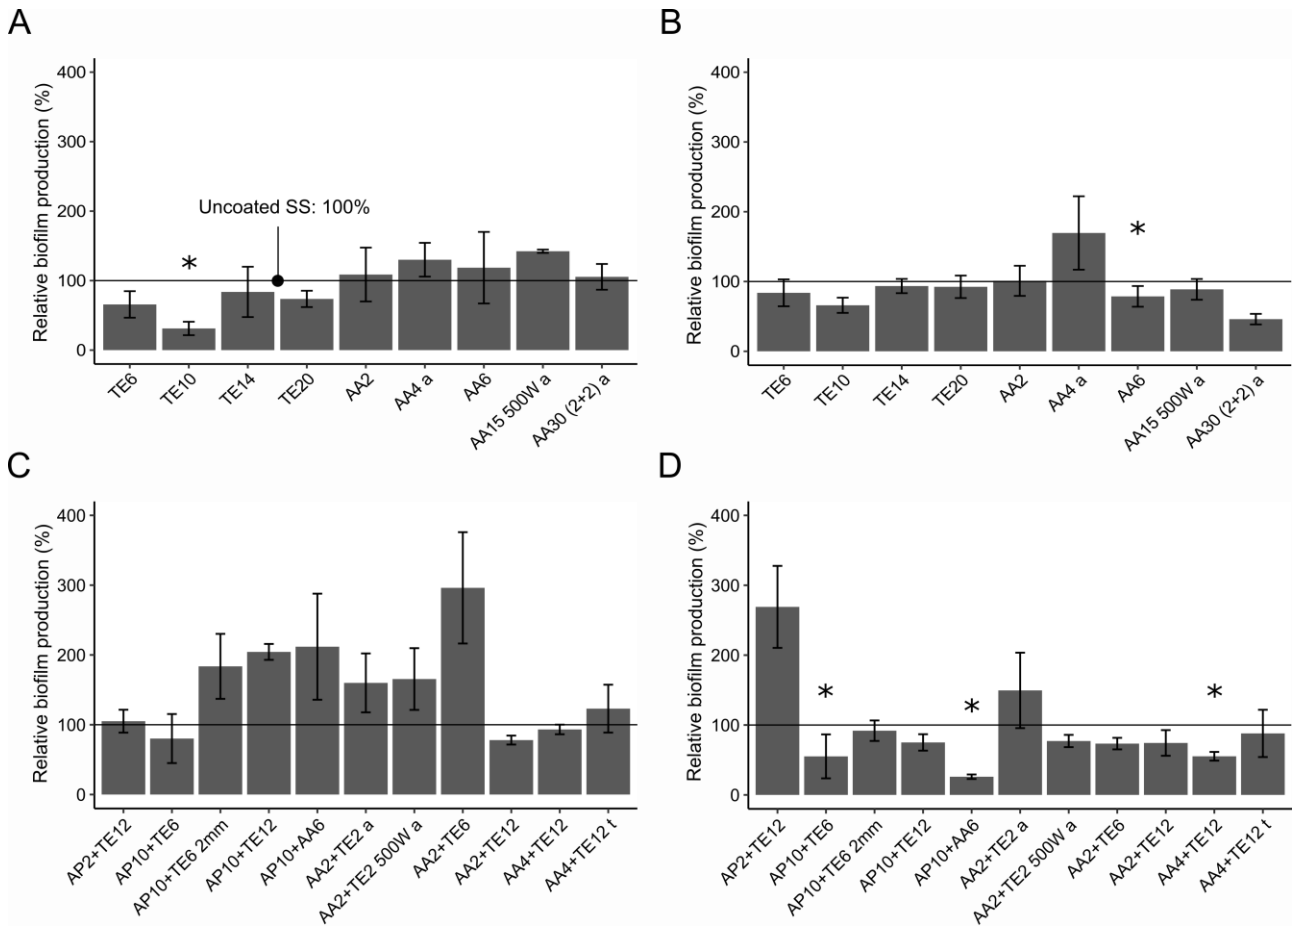 A
Relative biofilm production (%)
400
300
200
100
0
Uncoated SS: 100%
*
TE6
TE10
TE14
TE20
AA2
AA4 a
AA6
AA15 500W a
AA30 (2+2) a
B
Relative biofilm production (%)
400
300
200
100
0
*
TE6
TE10
TE14
TE20
AA2
AA4 a
AA6
AA15 500W a
AA30 (2+2) a
C
Relative biofilm production (%)
400
300
200
100
0
AP2+TE12
AP10+TE6
AP10+TE6 2mm
AP10+TE12
AP10+AA6
AA2+TE2 a
AA2+TE2 500W a
AA2+TE6
AA2+TE12
AA4+TE12
AA4+TE12 t
D
Relative biofilm production (%)
400
300
200
100
0
*
*
*
AP2+TE12
AP10+TE6
AP10+TE6 2mm
AP10+TE12
AP10+AA6
AA2+TE2 a
AA2+TE2 500W a
AA2+TE6
AA2+TE12
AA4+TE12
AA4+TE12 t